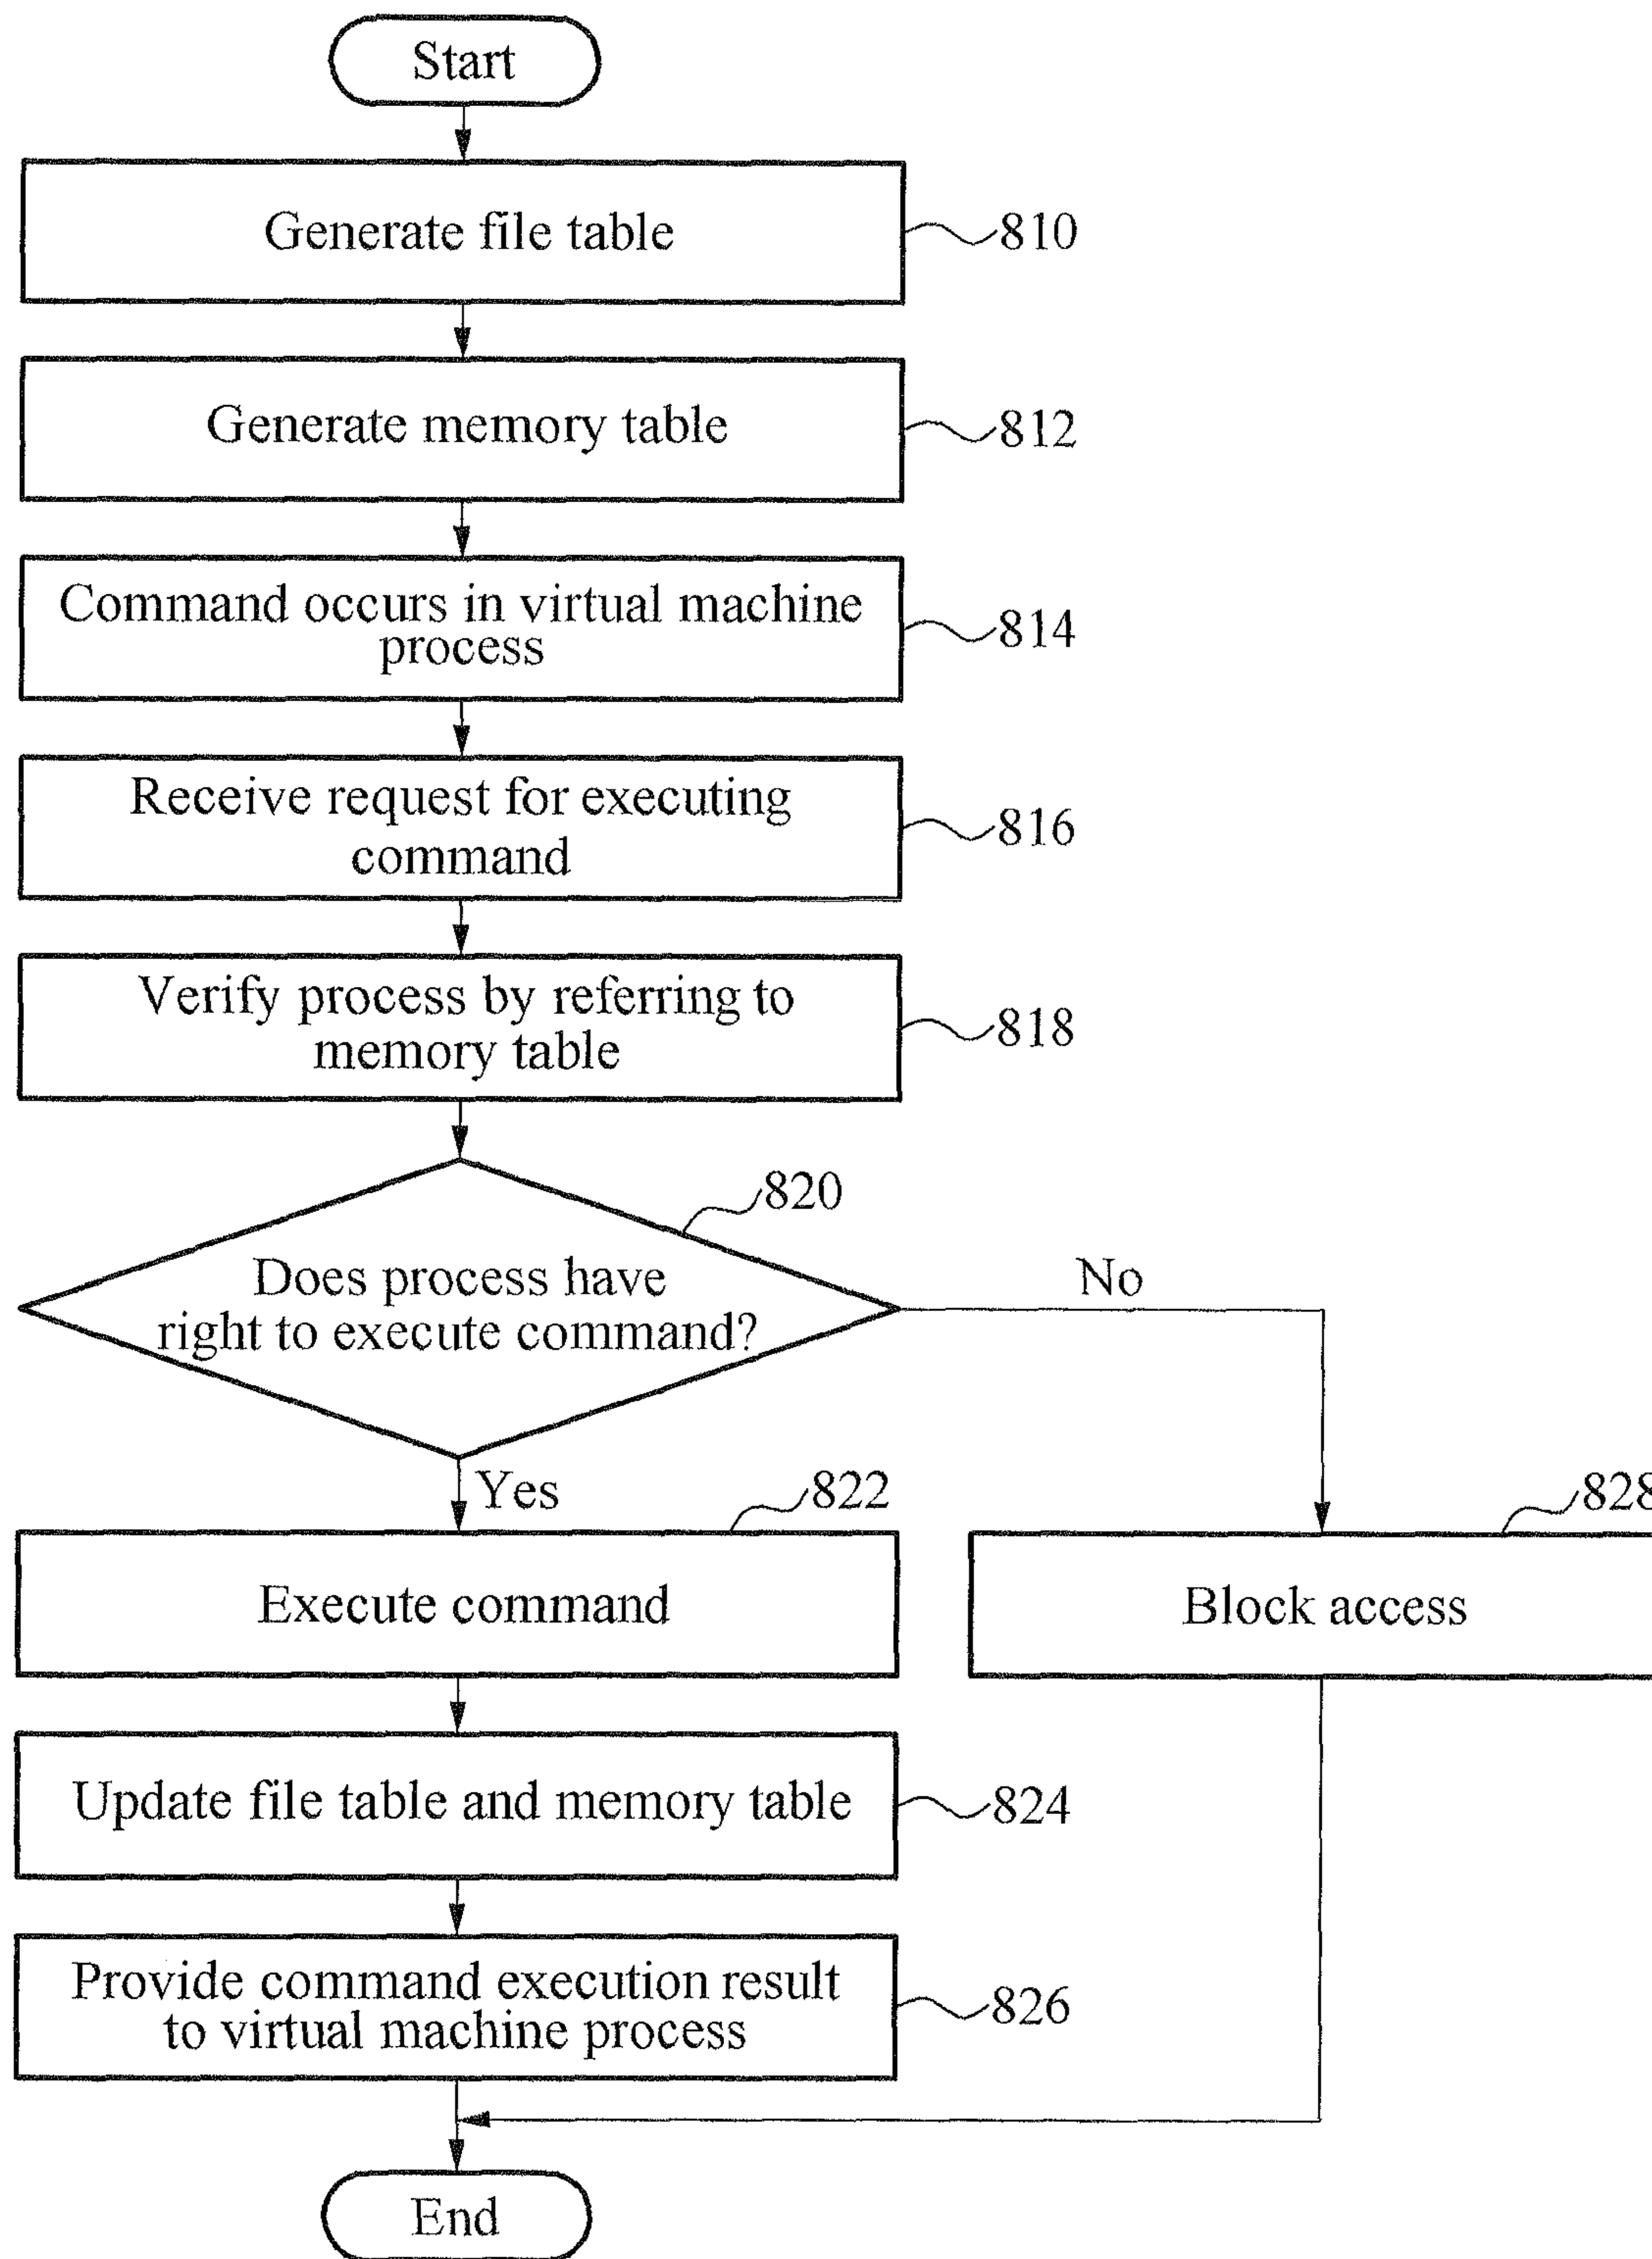 Start
Generate file table
810
Generate memory table
812
Command occurs in virtual machine
process
814
Receive request for executing
command
816
Verify process by referring to
memory table
818
820
Does process have
right to execute command?
No
Yes
822
828
Execute command
Block access
Update file table and memory table
824
Provide command execution result
to virtual machine process
826
End